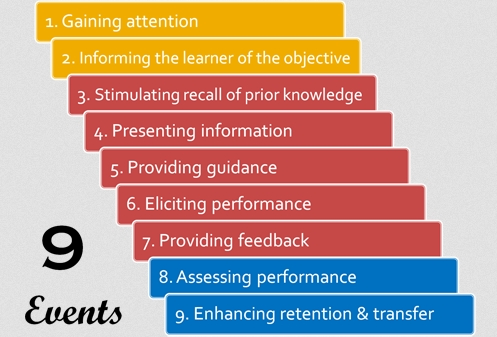 1. Gaining attention
2. Informing the learner of the objective
3. Stimulating recall of prior knowledge
4. Presenting information
5. Providing guidance
6. Eliciting performance
7. Providing feedback
8. Assessing performance
9. Enhancing retention & transfer
9
Events